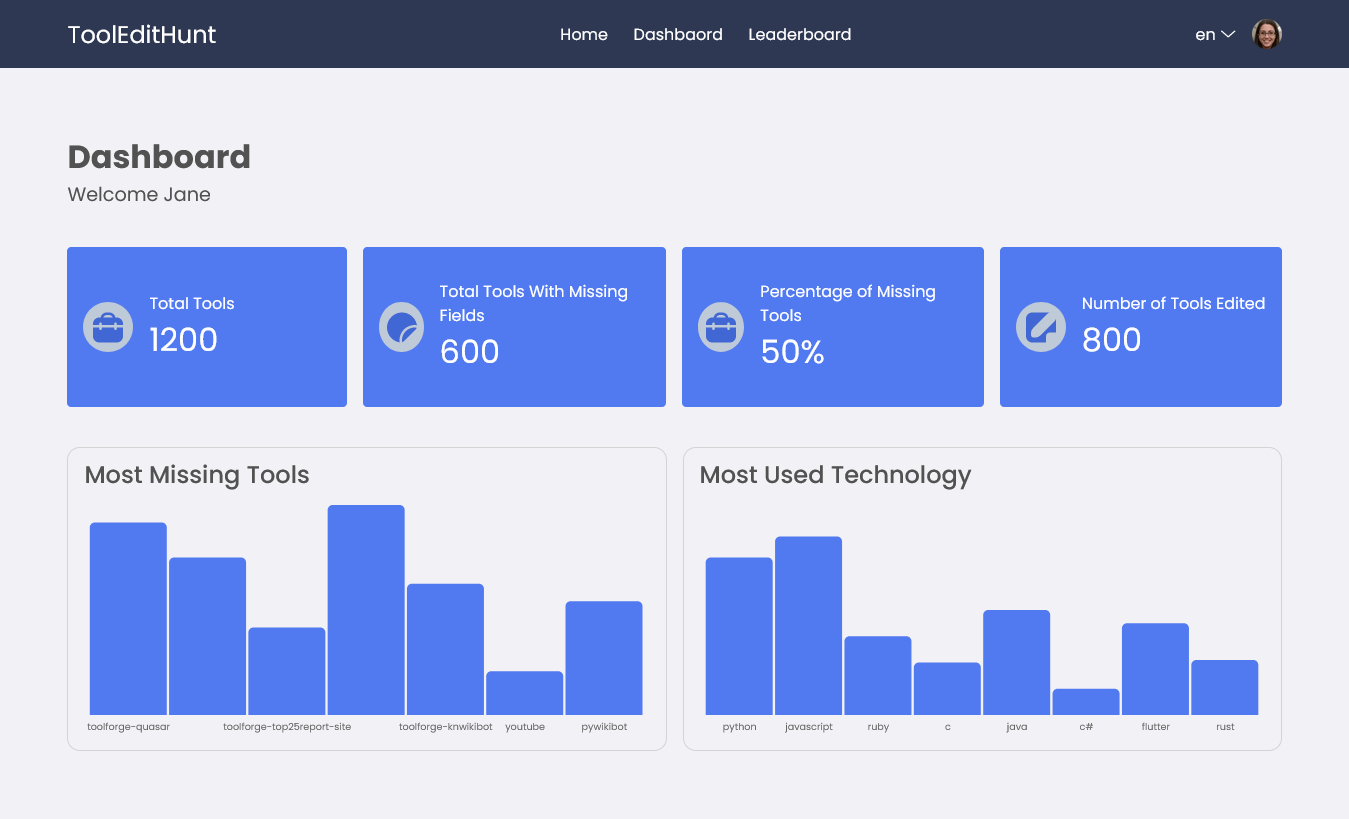 ToolEditHunt
Home Dashbaord Leaderboard
en
Dashboard
Welcome Jane
Total Tools
1200
Total Tools With Missing
Fields
600
Percentage of Missing
Tools
50%
Number of Tools Edited
800
Most Missing Tools
toolforge-quasar toolforge-top25report-site toolforge-knwikibot youtube pywikibot
Most Used Technology
python javascript ruby c java c# flutter rust